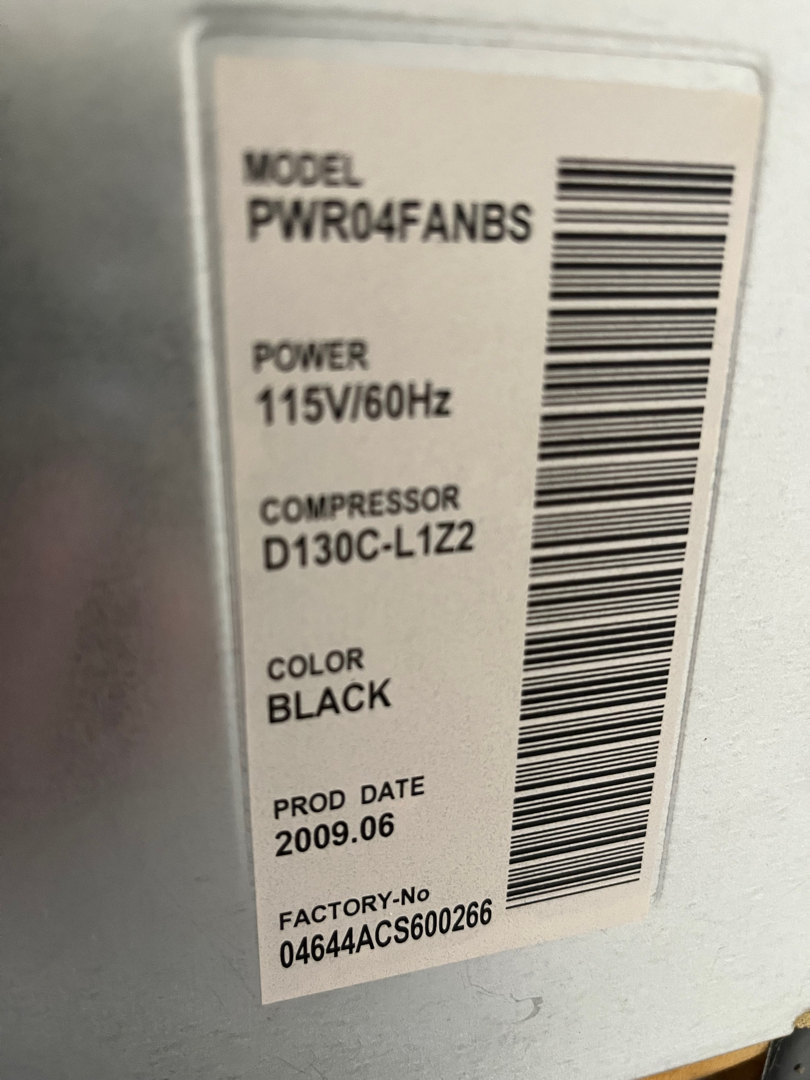 MODEL
PWR04FANBS
POWER
115V/60Hz
COMPRESSOR
D130C-L1Z2
COLOR
BLACK
PROD DATE
2009.06
FACTORY-No
04644ACS600266